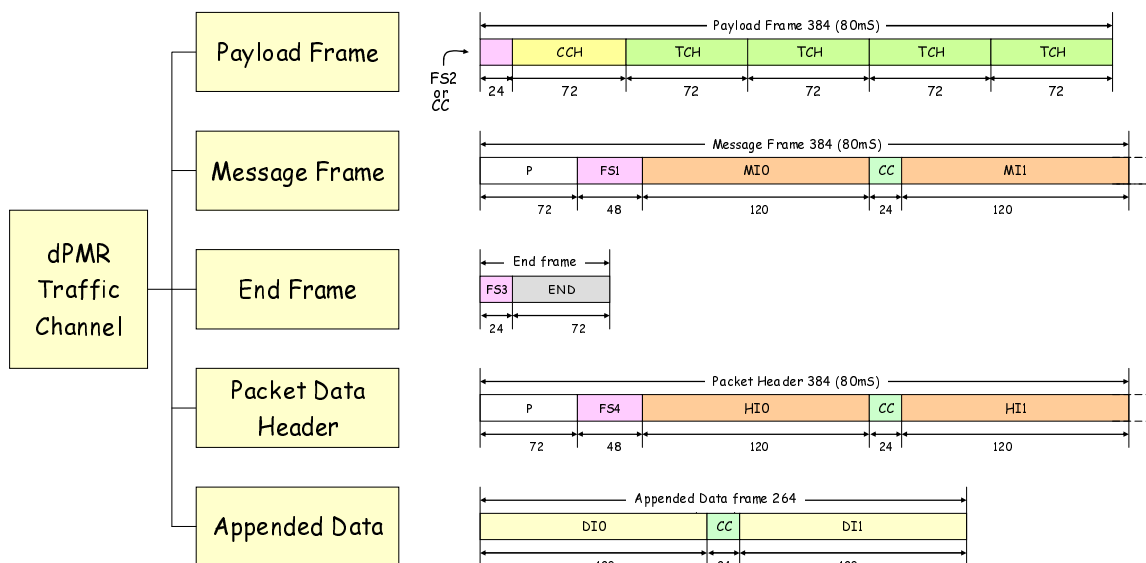 Payload Frame
Payload Frame 384 (80mS)
FS2
or
CC
CCH
TCH
TCH
TCH
TCH
24
72
72
72
72
72
Message Frame
Message Frame 384 (80mS)
P
FS1
MI0
CC
MI1
72
48
120
24
120
dPMR
Traffic
Channel
End Frame
End frame
FS3
END
24
72
Packet Data
Header
Packet Header 384 (80mS)
P
FS4
HI0
CC
HI1
72
48
120
24
120
Appended Data
Appended Data frame 264
DI0
CC
DI1